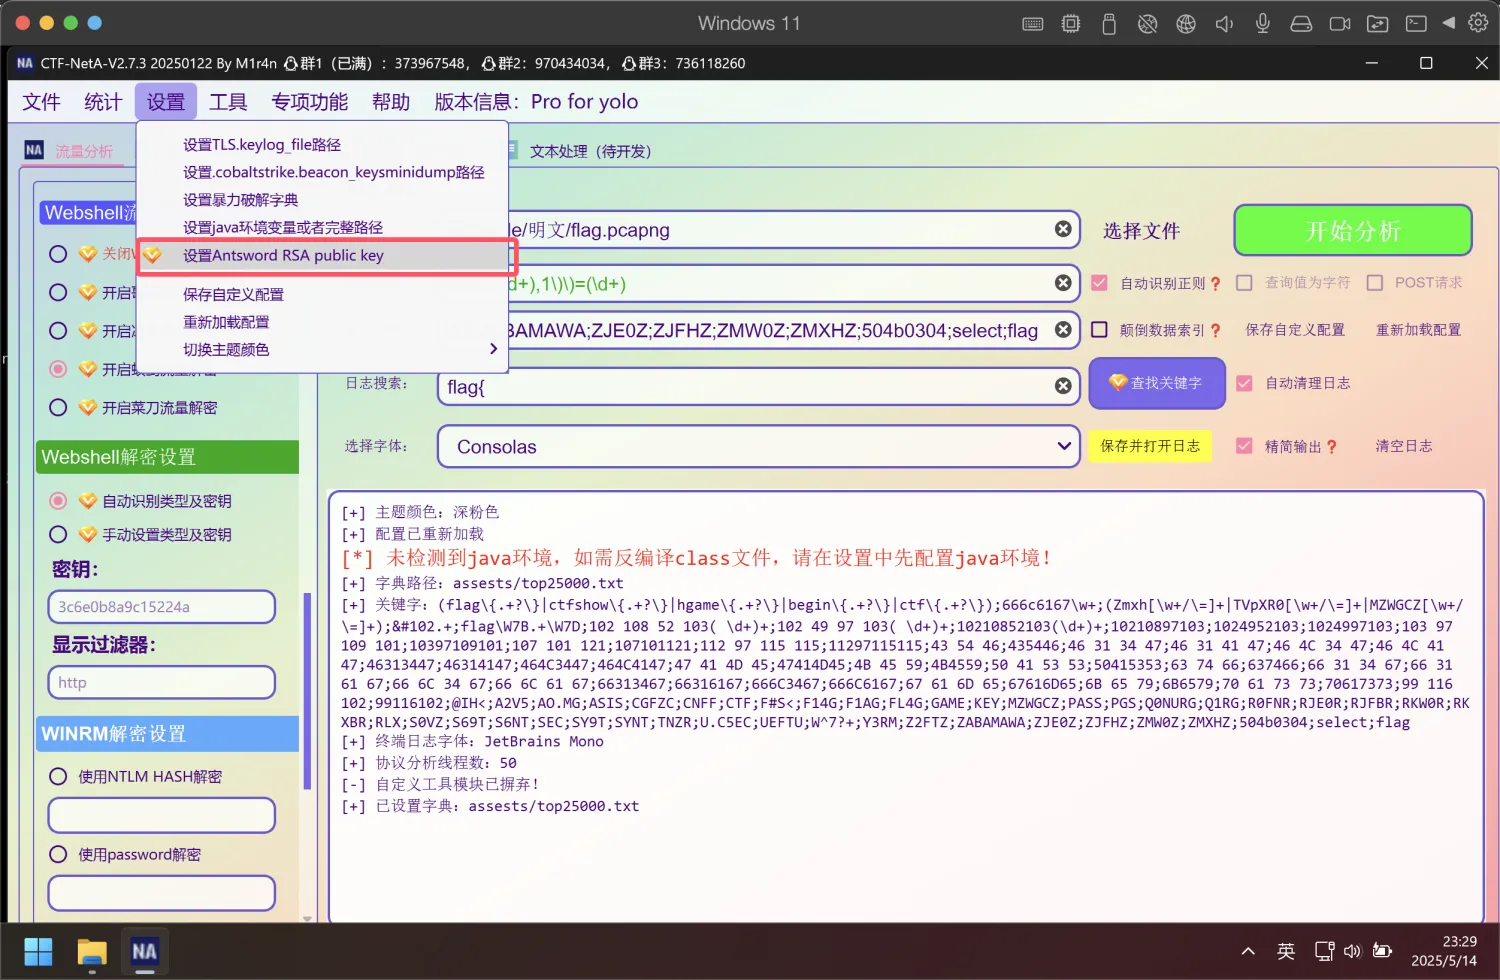 Windows 11
NA CTF-NetA-V2.7.3 20250122 By M1r4n 群1（已满）: 373967548, 群2: 970434034, 群3: 736118260
文件 统计 设置 工具 专项功能 帮助 版本信息: Pro for yolo
NA 流量分析
文本处理（待开发）
设置TLS.keylog_file路径
设置.cobaltstrike.beacon_keysminidump路径
设置暴力破解字典
设置java环境变量或者完整路径
设置Antsword RSA public key
保存自定义配置
重新加载配置
切换主题颜色
le/明文/flag.pcapng 选择文件 开始分析
d+),1\)\)=(\d+) 自动识别正则❓ 查询值为字符 POST请求
BAMAWA;ZJE0Z;ZJFHZ;ZMW0Z;ZMXHZ;504b0304;select;flag 颠倒数据索引❓ 保存自定义配置 重新加载配置
日志搜索: flag{ 查找关键字 自动清理日志
选择字体: Consolas 保存并打开日志 精简输出❓ 清空日志
Webshell流
关闭
开启
开启
开启
开启菜刀流量解密
Webshell解密设置
自动识别类型及密钥
手动设置类型及密钥
密钥:
3c6e0b8a9c15224a
显示过滤器:
http
WINRM解密设置
使用NTLM HASH解密
使用password解密
[+] 主题颜色: 深粉色
[+] 配置已重新加载
[*] 未检测到java环境，如需反编译class文件，请在设置中先配置java环境!
[+] 字典路径: assests/top25000.txt
[+] 关键字: (flag\{.+?\}|ctfshow\{.+?\}|hgame\{.+?\}|begin\{.+?\}|ctf\{.+?\});666c6167\w+;(Zmxh[\w+/\=]+|TVpXR0[\w+/\=]+|MZWGCZ[\w+/
\=]+);&#102.+;flag\W7B.+\W7D;102 108 52 103( \d+)+;102 49 97 103( \d+)+;10210852103(\d+)+;10210897103;1024952103;1024997103;103 97
109 101;10397109101;107 101 121;107101121;112 97 115 115;11297115115;43 54 46;435446;46 31 34 47;46 31 41 47;46 4C 34 47;46 4C 41
47;46313447;46314147;464C3447;464C4147;47 41 4D 45;47414D45;4B 45 59;4B4559;50 41 53 53;50415353;63 74 66;637466;66 31 34 67;66 31
61 67;66 6C 34 67;66 6C 61 67;66313467;66316167;666C3467;666C6167;67 61 6D 65;67616D65;6B 65 79;6B6579;70 61 73 73;70617373;99 116
102;99116102;@IH<;A2V5;AO.MG;ASIS;CGFZC;CNFF;CTF;F#S<;F14G;F1AG;FL4G;GAME;KEY;MZWGCZ;PASS;PGS;Q0NURG;Q1RG;R0FNR;RJE0R;RJFBR;RKW0R;RK
XBR;RLX;S0VZ;S69T;S6NT;SEC;SY9T;SYNT;TNZR;U.C5EC;UEFTU;W^7?+;Y3RM;Z2FTZ;ZABAMAWA;ZJE0Z;ZJFHZ;ZMW0Z;ZMXHZ;504b0304;select;flag
[+] 终端日志字体: JetBrains Mono
[+] 协议分析线程数: 50
[-] 自定义工具模块已摒弃!
[+] 已设置字典: assests/top25000.txt
NA
英
23:29
2025/5/14